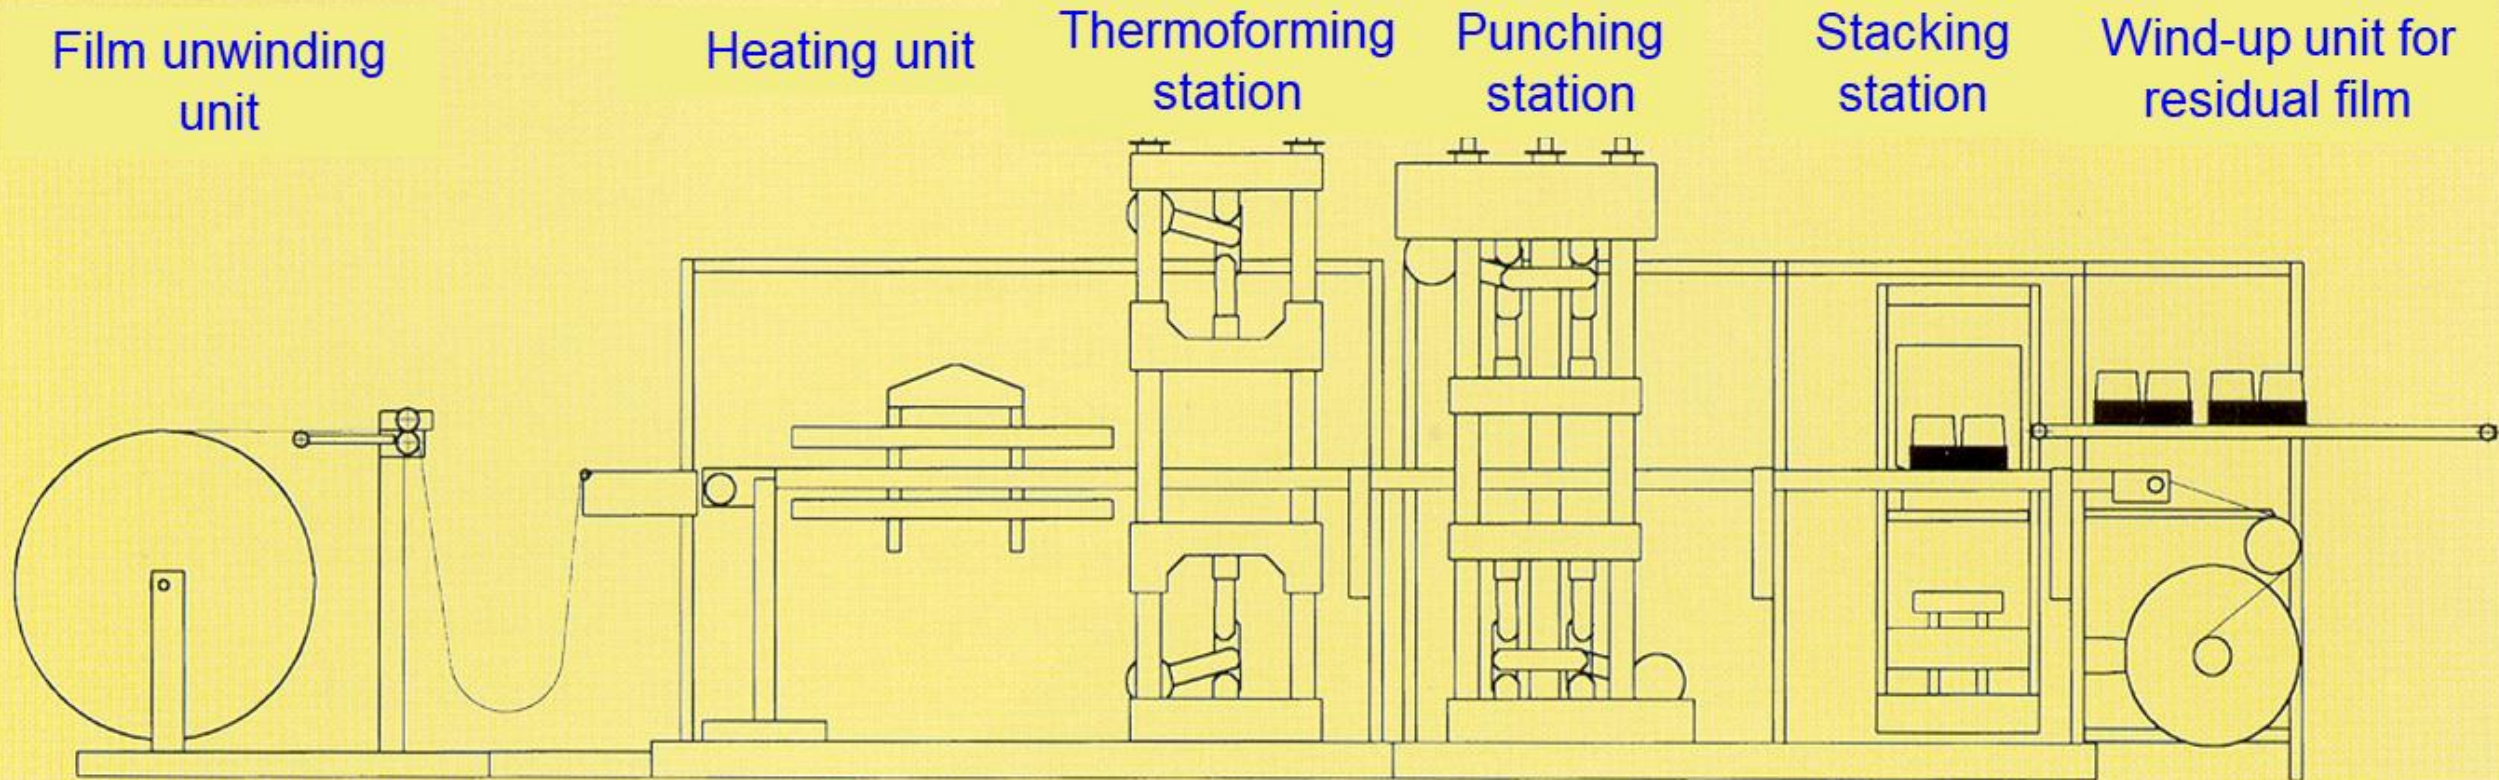 Film unwinding
unit
Heating unit
Thermoforming
station
Punching
station
Stacking
station
Wind-up unit for
residual film